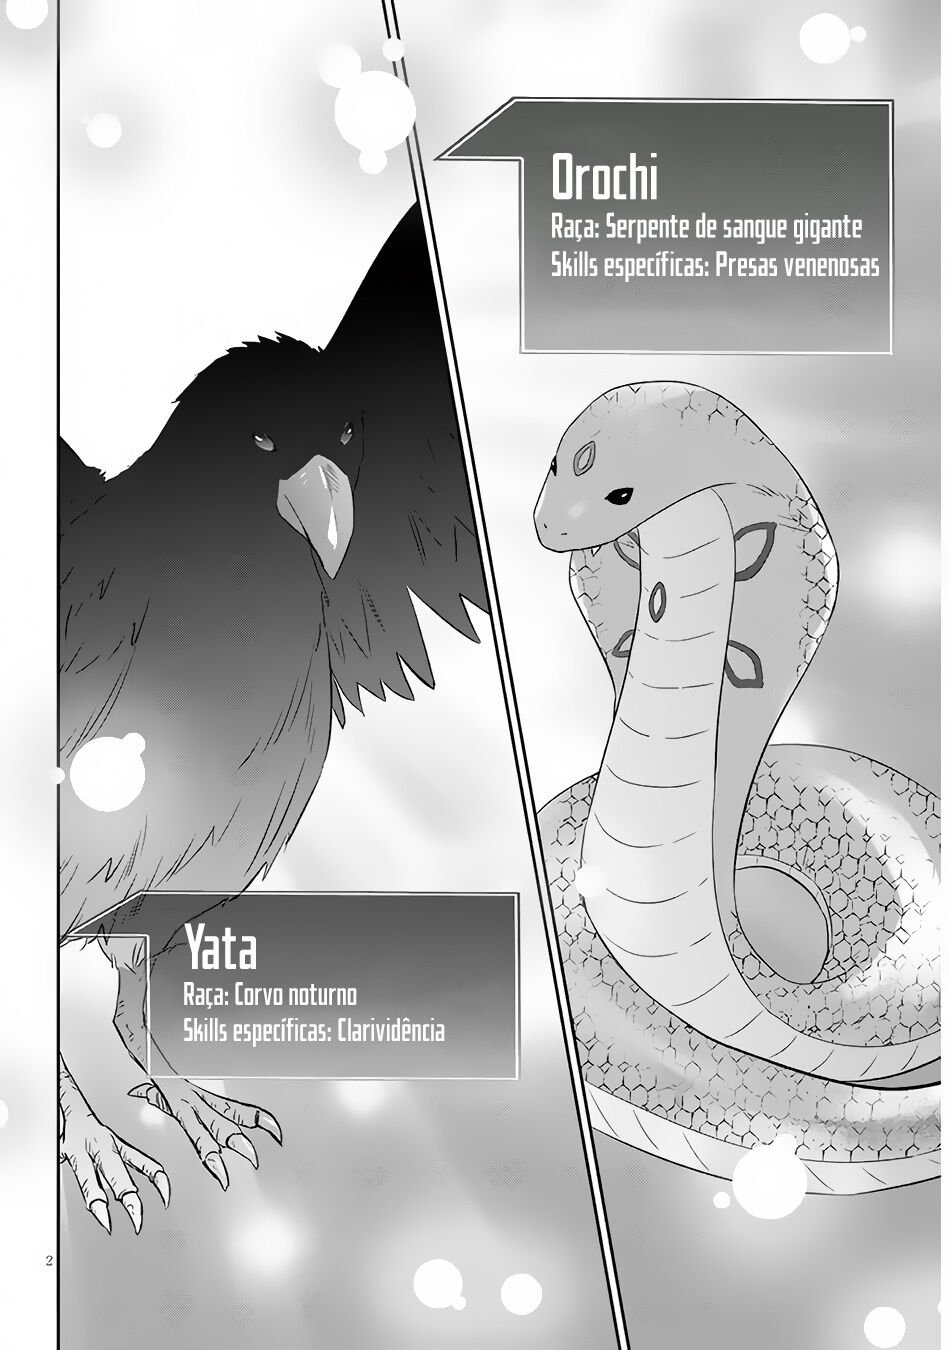 Orochi
Raça: Serpente de sangue gigante
Skills específicas: Presas venenosas
Yata
Raça: Corvo noturno
Skills específicas: Clarividência
2